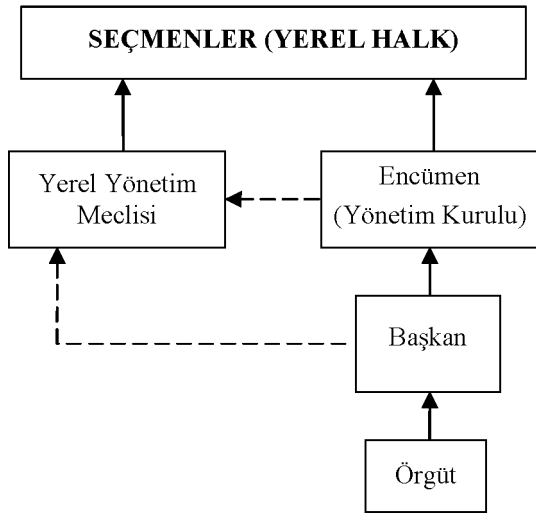 SEÇMENLER (YEREL HALK)
Yerel Yönetim
Meclisi
Encümen
(Yönetim Kurulu)
Başkan
Örgüt